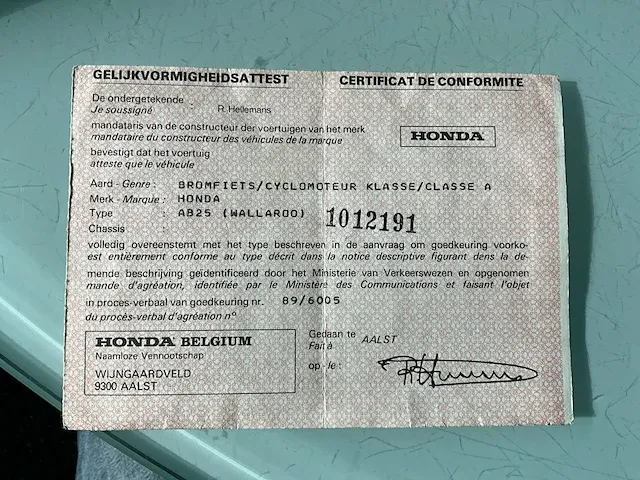 GELIJKVORMIGHEIDSATTEST CERTIFICAT DE CONFORMITE
De ondergetekende :
Je soussigné
R. Hellemans
mandataris van de constructeur der voertuigen van het merk
mandataire du constructeur des véhicules de la marque
HONDA
bevestigt dat het voertuig
atteste que le véhicule
Aard - Genre : BROMFIETS/CYCLOMOTEUR KLASSE/CLASSE A
Merk - Marque : HONDA
Type : AB25 (WALLAROO)
Chassis : 1012191
volledig overeenstemt met het type beschreven in de aanvraag om goedkeuring voorko-
est entièrement conforme au type décrit dans la notice descriptive figurant dans la de-
mende beschrijving geïdentificeerd door het Ministerie van Verkeerswezen en opgenomen
mande d'agréation, identifiée par le Ministère des Communications et faisant l'objet
in proces-verbaal van goedkeuring nr. 89/6005
du procès-verbal d'agréation n°
HONDA BELGIUM
Naamloze Vennootschap
WIJNGAARDVELD
9300 AALST
Gedaan te
Fait à
AALST
op - le :